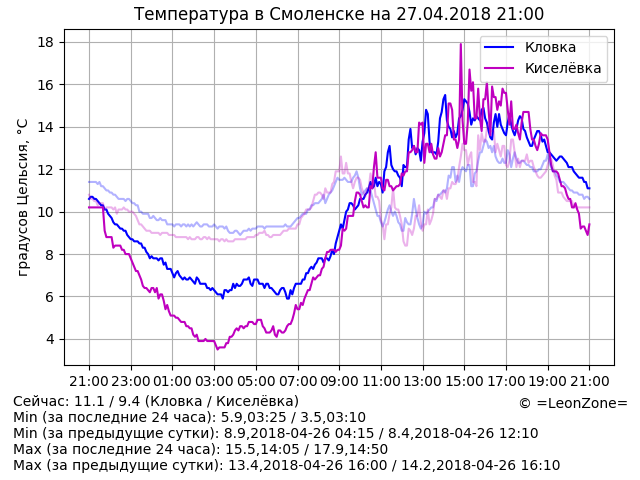 Температура в Смоленске на 27.04.2018 21:00
Кловка
Киселёвка
градусов Цельсия, °C
18
16
14
12
10
8
6
4
21:00 23:00 01:00 03:00 05:00 07:00 09:00 11:00 13:00 15:00 17:00 19:00 21:00
Сейчас: 11.1 / 9.4 (Кловка / Киселёвка)
© =LeonZone=
Min (за последние 24 часа): 5.9,03:25 / 3.5,03:10
Min (за предыдущие сутки): 8.9,2018-04-26 04:15 / 8.4,2018-04-26 12:10
Max (за последние 24 часа): 15.5,14:05 / 17.9,14:50
Max (за предыдущие сутки): 13.4,2018-04-26 16:00 / 14.2,2018-04-26 16:10